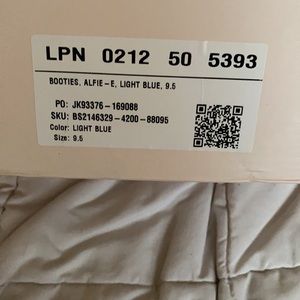 LPN 0212 50 5393
BOOTIES, ALFIE-E, LIGHT BLUE, 9.5
PO: JK93376-169088
SKU: BS2146329-4200-88095
Color: LIGHT BLUE
Size: 9.5